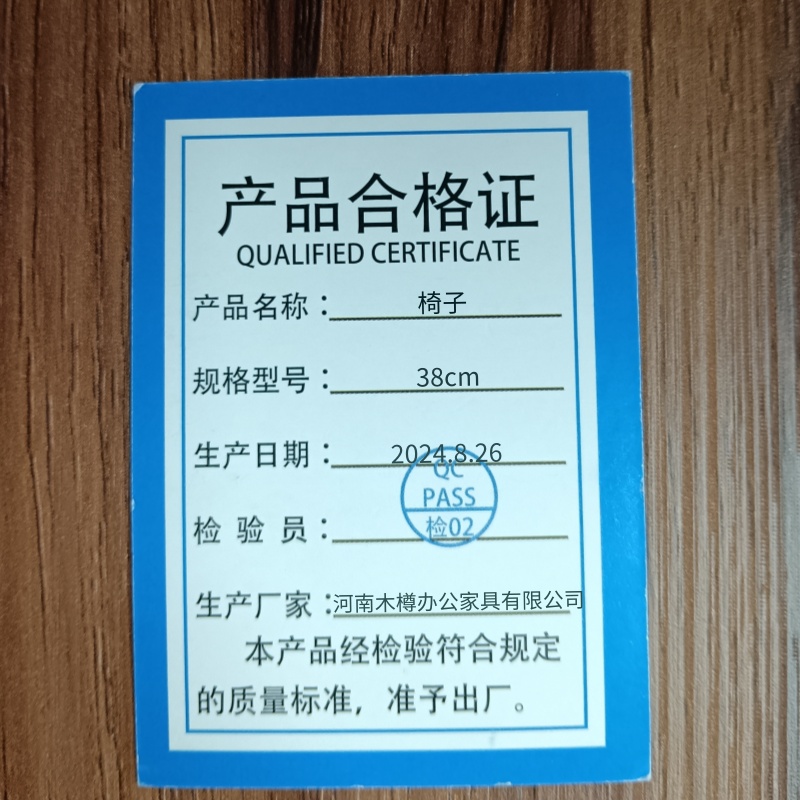 产品合格证
QUALIFIED CERTIFICATE
产品名称：椅子
规格型号：38cm
生产日期：2024.8.26
QC
PASS
检 验 员：检02
生产厂家：河南木樽办公家具有限公司
本产品经检验符合规定
的质量标准，准予出厂。